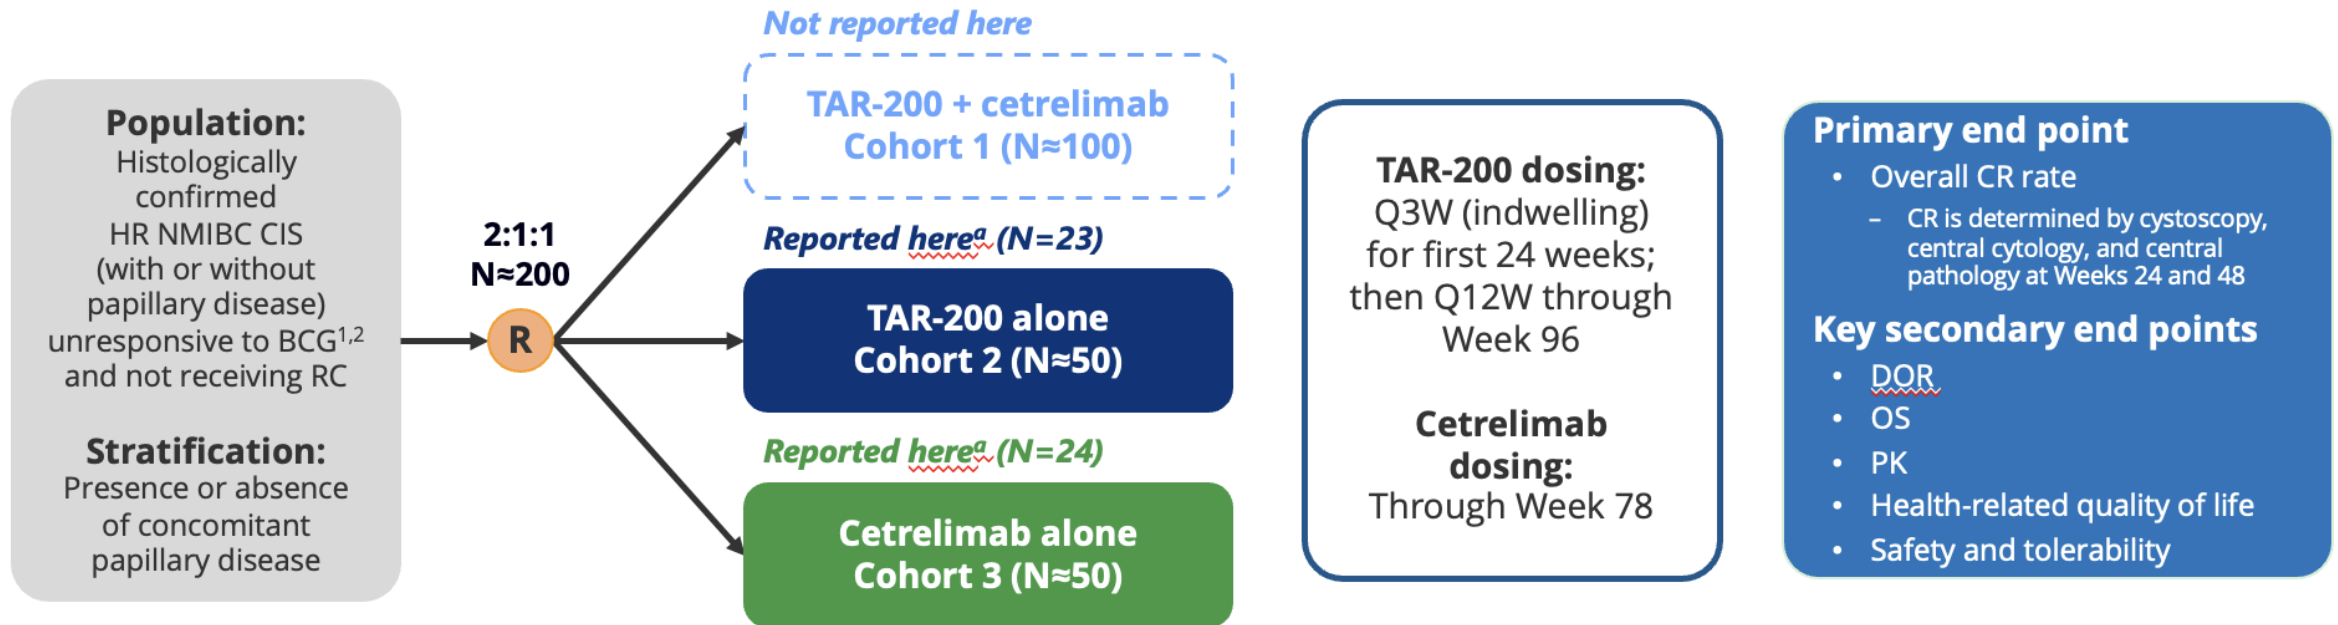 Population:
Histologically
confirmed
HR NMIBC CIS
(with or without
papillary disease)
unresponsive to BCG1,2
and not receiving RC
Stratification:
Presence or absence
of concomitant
papillary disease
2:1:1
N≈200
R
Not reported here
TAR-200 + cetrelimab
Cohort 1 (N≈100)
Reported herea (N=23)
TAR-200 alone
Cohort 2 (N≈50)
Reported herea (N=24)
Cetrelimab alone
Cohort 3 (N≈50)
TAR-200 dosing:
Q3W (indwelling)
for first 24 weeks;
then Q12W through
Week 96
Cetrelimab
dosing:
Through Week 78
Primary end point
• Overall CR rate
– CR is determined by cystoscopy,
central cytology, and central
pathology at Weeks 24 and 48
Key secondary end points
• DOR
• OS
• PK
• Health-related quality of life
• Safety and tolerability